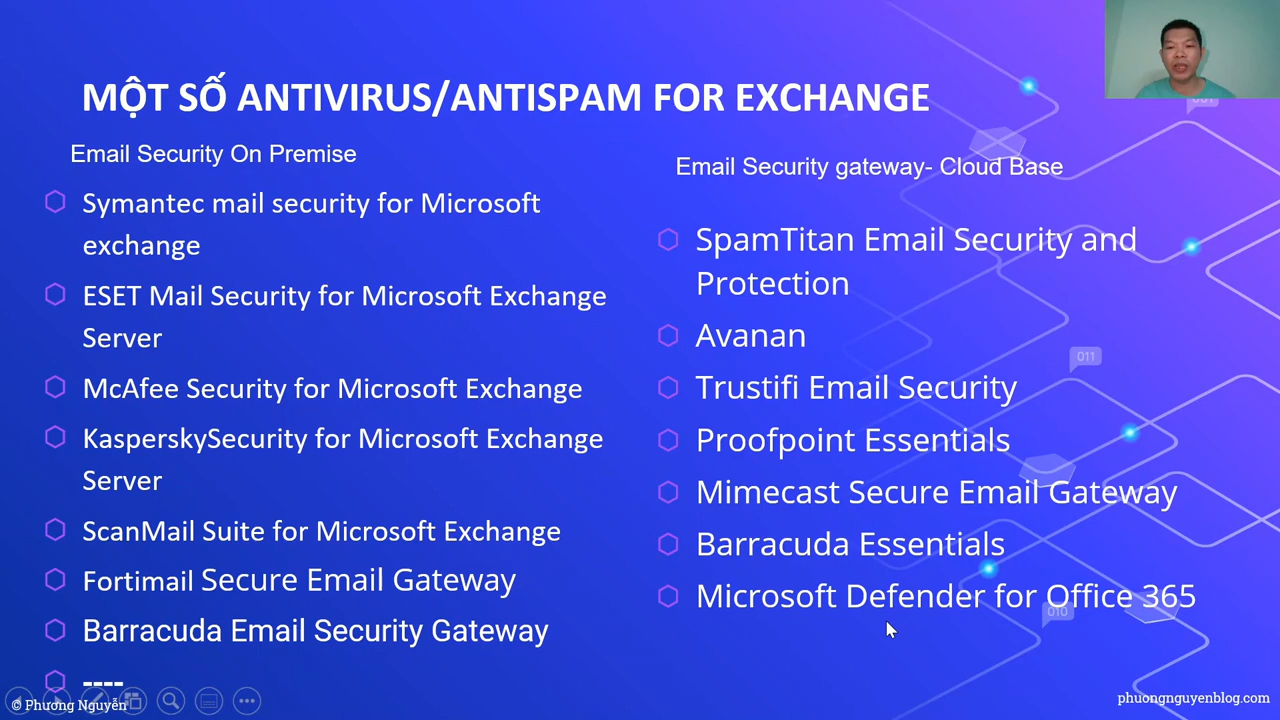 MỘT SỐ ANTIVIRUS/ANTISPAM FOR EXCHANGE
Email Security On Premise
Symantec mail security for Microsoft
exchange
ESET Mail Security for Microsoft Exchange
Server
McAfee Security for Microsoft Exchange
KasperskySecurity for Microsoft Exchange
Server
ScanMail Suite for Microsoft Exchange
Fortimail Secure Email Gateway
Barracuda Email Security Gateway
----
Email Security gateway- Cloud Base
SpamTitan Email Security and
Protection
Avanan
Trustifi Email Security
Proofpoint Essentials
Mimecast Secure Email Gateway
Barracuda Essentials
Microsoft Defender for Office 365
011
010
© Phương Nguyễn
phuongnguyenblog.com